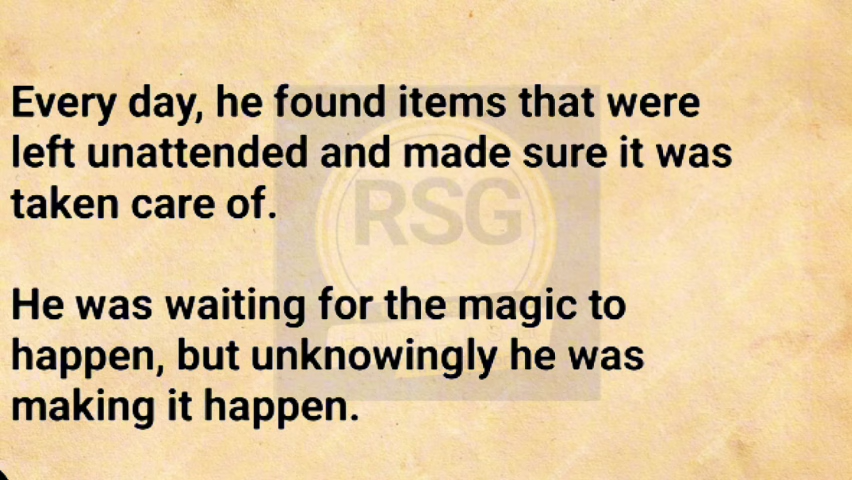 Every day, he found items that were
left unattended and made sure it was
taken care of.
He was waiting for the magic to
happen, but unknowingly he was
making it happen.
RSG